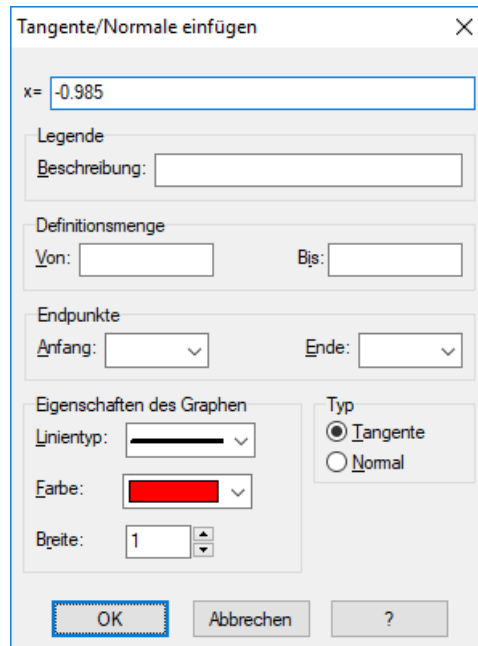 Tangente/Normale einfügen
x= -0.985
Legende
Beschreibung:
Definitionsmenge
Von: Bis:
Endpunkte
Anfang: Ende:
Eigenschaften des Graphen Typ
Linientyp: Tangente
Normal
Farbe:
Breite: 1
OK Abbrechen ?